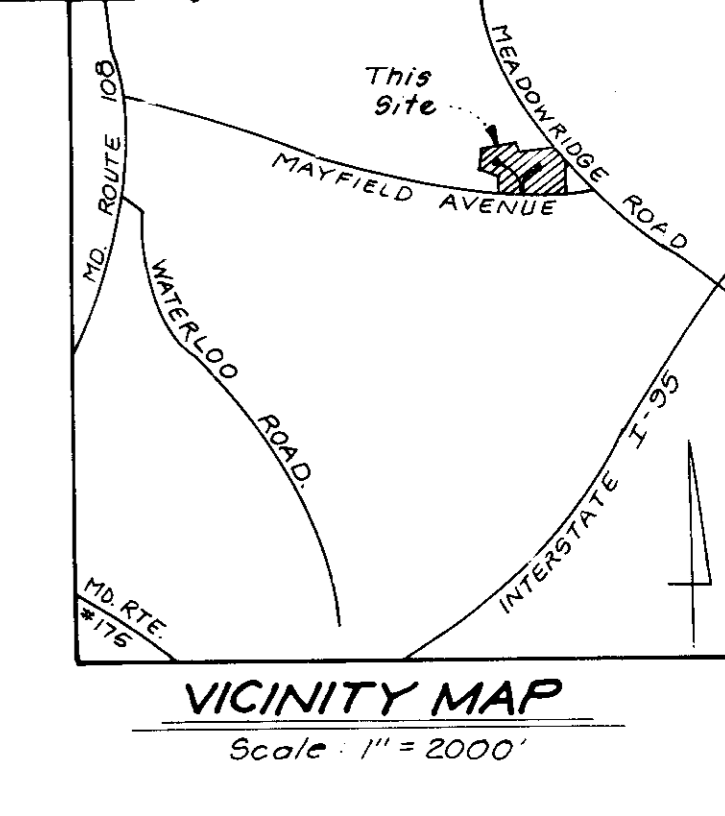 This
Site
MEADOWRIDGE ROAD
MD. ROUTE 108
MAYFIELD AVENUE
WATERLOO ROAD.
INTERSTATE I-95
MD. RTE.
#175
VICINITY MAP
Scale : 1" = 2000'